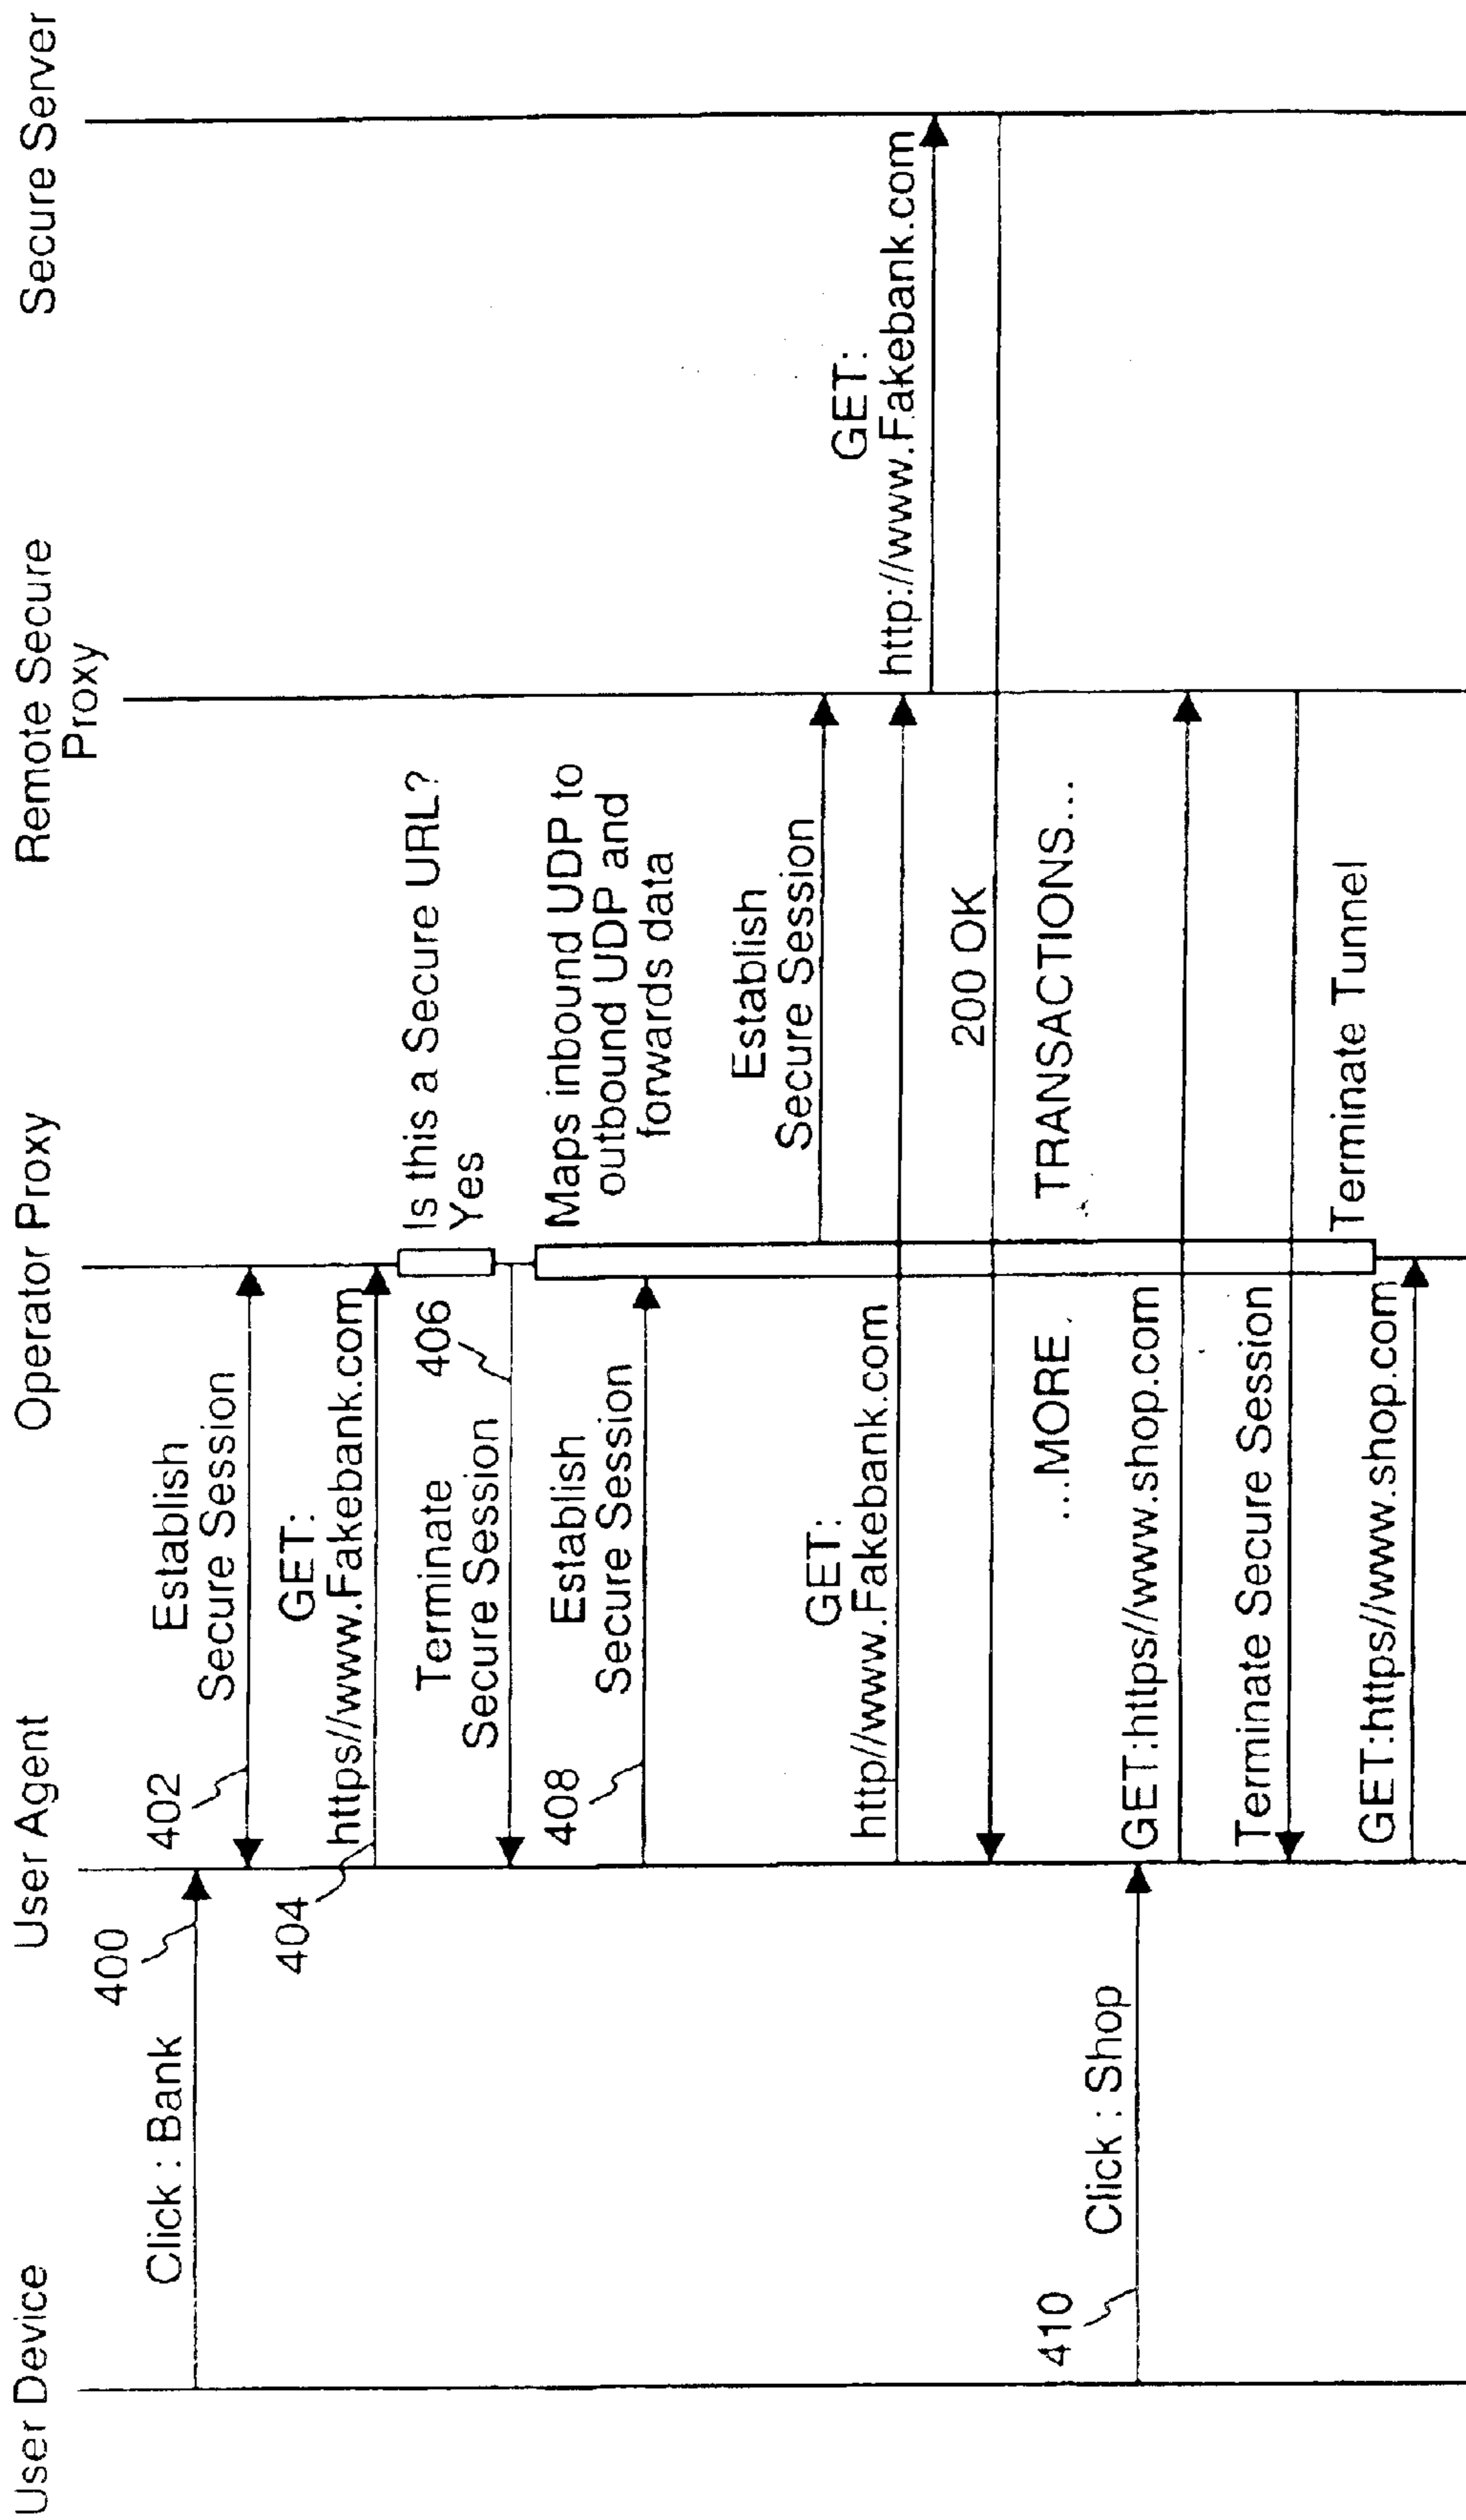 User Device
User Agent
Operator Proxy
Remote Secure
Proxy
Secure Server
400
Click : Bank
402
Establish
Secure Session
404
GET:
https//www.Fakebank.com
Is this a Secure URL?
Yes
406
Terminate
Secure Session
408
Establish
Secure Session
Maps inbound UDP to
outbound UDP and
forwards data
Establish
Secure Session
GET:
http//www.Fakebank.com
GET:
http://www.Fakebank.com
200 OK
....MORE
TRANSACTIONS...
410
Click : Shop
GET:https//www.shop.com
Terminate Secure Session
Terminate Tunnel
GET:https//www.shop.com